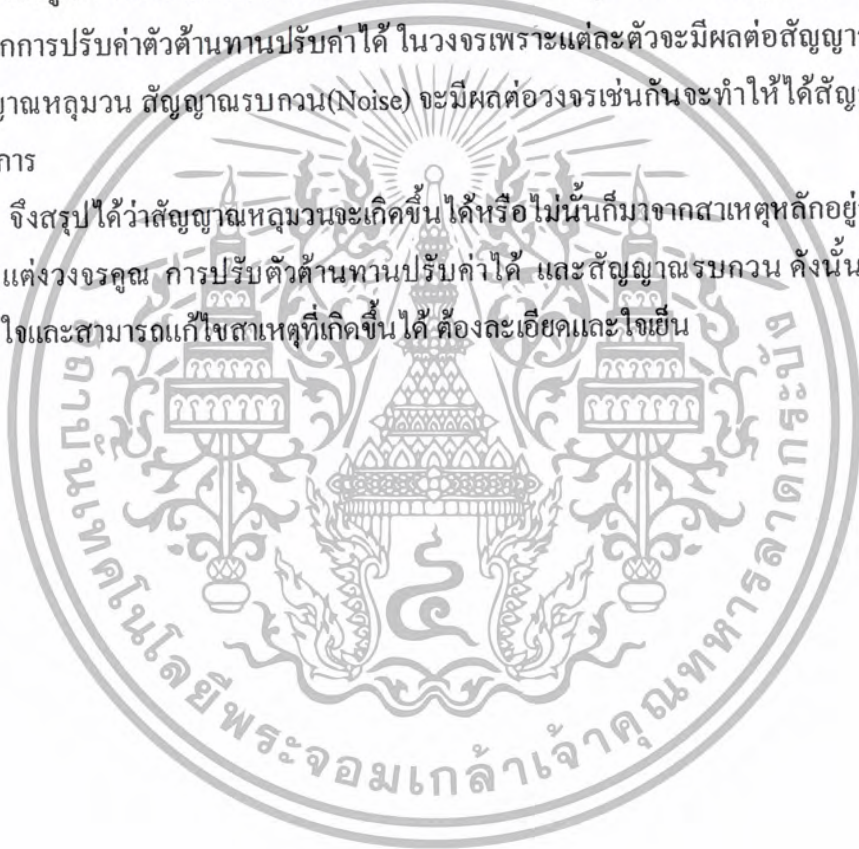 กการปรับค่าตัวต้านทานปรับค่าได้ ในวงจรเพราะแต่ละตัวจะมีผลต่อสัญญา
ญาณหลุมวน สัญญาณรบกวน(Noise) จะมีผลต่อวงจรเช่นกันจะทำให้ได้สัญ
การ
จึงสรุปได้ว่าสัญญาณหลุมวนจะเกิดขึ้นได้หรือไม่นั้นก็มาจากสาเหตุหลักอยู่
แต่งวงจรคูณ การปรับตัวต้านทานปรับค่าได้ และสัญญาณรบกวน ดังนั้น
ใจและสามารถแก้ไขสาเหตุที่เกิดขึ้นได้ ต้องละเอียดและใจเย็น
สถาบันเทคโนโลยีพระจอมเกล้าเจ้าคุณทหารลาดกระบัง